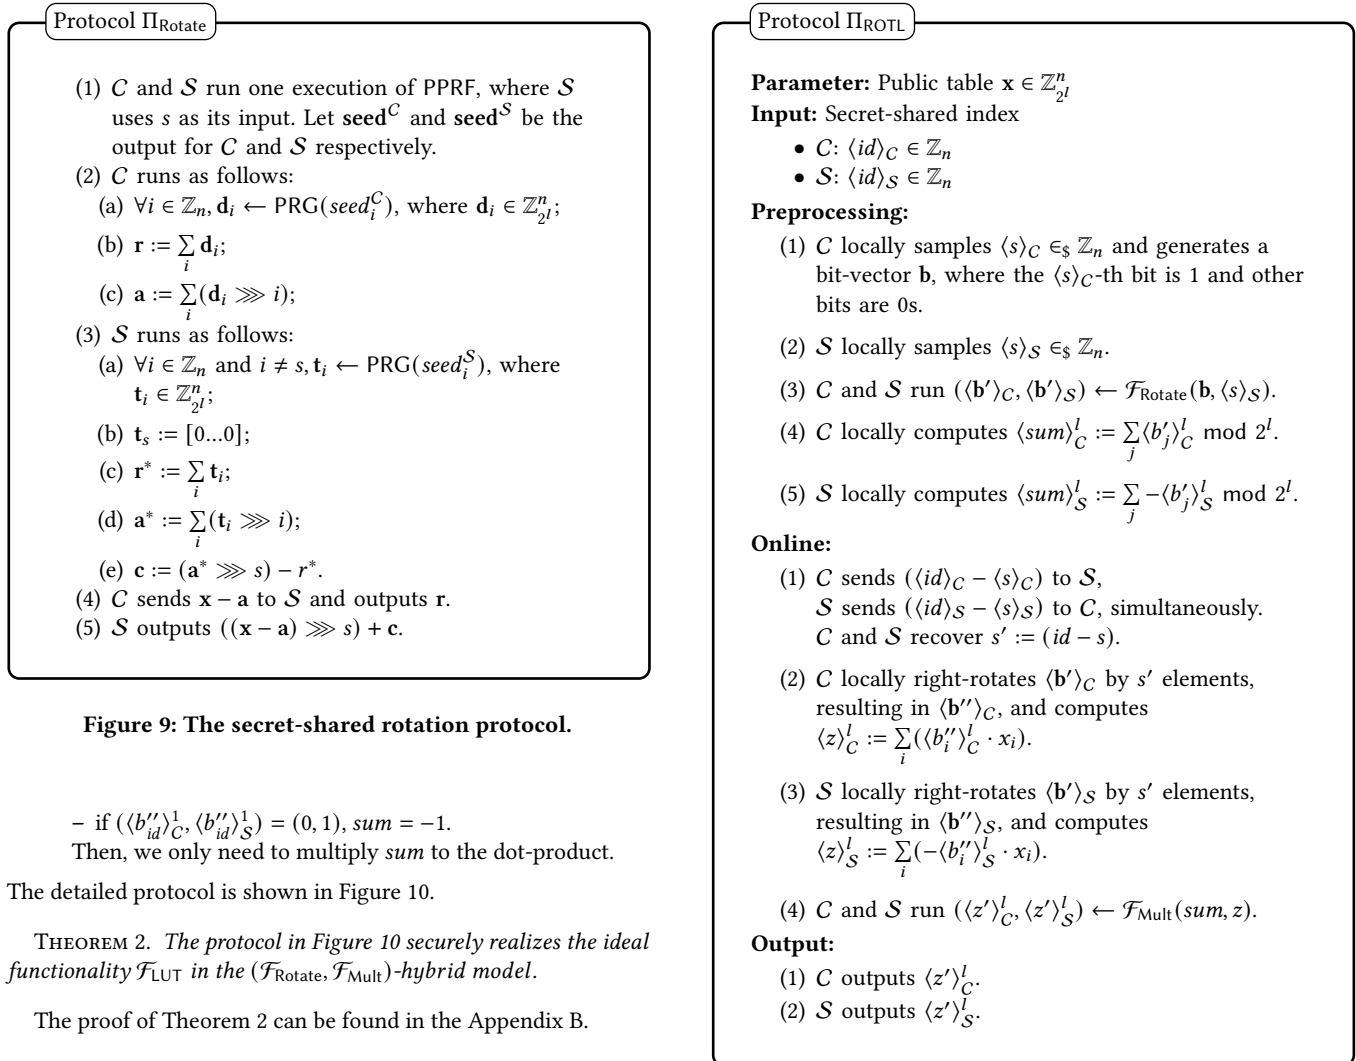 Protocol Π_Rotate
(1) C and S run one execution of PPRF, where S
uses s as its input. Let seed^C and seed^S be the
output for C and S respectively.
(2) C runs as follows:
(a) ∀i ∈ ℤ_n, d_i ← PRG(seed_i^C), where d_i ∈ ℤ_{2^l}^n;
(b) r := ∑_i d_i;
(c) a := ∑_i (d_i ⋙ i);
(3) S runs as follows:
(a) ∀i ∈ ℤ_n and i ≠ s, t_i ← PRG(seed_i^S), where
t_i ∈ ℤ_{2^l}^n;
(b) t_s := [0...0];
(c) r* := ∑_i t_i;
(d) a* := ∑_i (t_i ⋙ i);
(e) c := (a* ⋙ s) − r*.
(4) C sends x − a to S and outputs r.
(5) S outputs ((x − a) ⋙ s) + c.
Figure 9: The secret-shared rotation protocol.
– if (⟨b''_{id}⟩_C^1, ⟨b''_{id}⟩_S^1) = (0, 1), sum = −1.
Then, we only need to multiply sum to the dot-product.
The detailed protocol is shown in Figure 10.
Theorem 2. The protocol in Figure 10 securely realizes the ideal
functionality F_LUT in the (F_Rotate, F_Mult)-hybrid model.
The proof of Theorem 2 can be found in the Appendix B.
Protocol Π_ROTL
Parameter: Public table x ∈ ℤ_{2^l}^n
Input: Secret-shared index
• C: ⟨id⟩_C ∈ ℤ_n
• S: ⟨id⟩_S ∈ ℤ_n
Preprocessing:
(1) C locally samples ⟨s⟩_C ∈_$ ℤ_n and generates a
bit-vector b, where the ⟨s⟩_C-th bit is 1 and other
bits are 0s.
(2) S locally samples ⟨s⟩_S ∈_$ ℤ_n.
(3) C and S run (⟨b'⟩_C, ⟨b'⟩_S) ← F_Rotate(b, ⟨s⟩_S).
(4) C locally computes ⟨sum⟩_C^l := ∑_j ⟨b'_j⟩_C^l mod 2^l.
(5) S locally computes ⟨sum⟩_S^l := ∑_j −⟨b'_j⟩_S^l mod 2^l.
Online:
(1) C sends (⟨id⟩_C − ⟨s⟩_C) to S,
S sends (⟨id⟩_S − ⟨s⟩_S) to C, simultaneously.
C and S recover s' := (id − s).
(2) C locally right-rotates ⟨b'⟩_C by s' elements,
resulting in ⟨b''⟩_C, and computes
⟨z⟩_C^l := ∑_i (⟨b''_i⟩_C^l · x_i).
(3) S locally right-rotates ⟨b'⟩_S by s' elements,
resulting in ⟨b''⟩_S, and computes
⟨z⟩_S^l := ∑_i (−⟨b''_i⟩_S^l · x_i).
(4) C and S run (⟨z'⟩_C^l, ⟨z'⟩_S^l) ← F_Mult(sum, z).
Output:
(1) C outputs ⟨z'⟩_C^l.
(2) S outputs ⟨z'⟩_S^l.